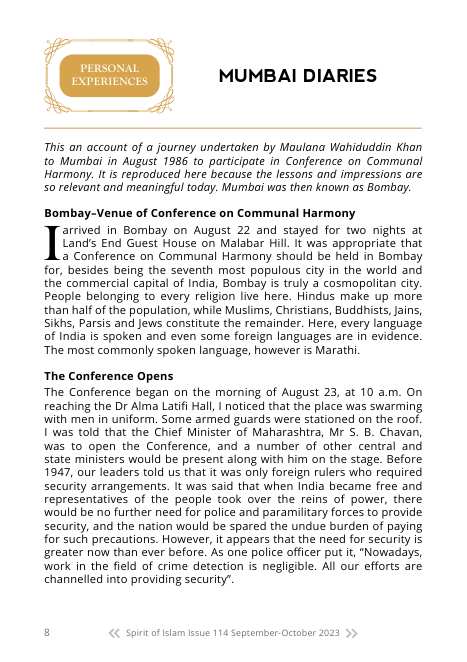 PERSONAL
EXPERIENCES
MUMBAI DIARIES
This an account of a journey undertaken by Maulana Wahiduddin Khan
to Mumbai in August 1986 to participate in Conference on Communal
Harmony. It is reproduced here because the lessons and impressions are
so relevant and meaningful today. Mumbai was then known as Bombay.
Bombay–Venue of Conference on Communal Harmony
I arrived in Bombay on August 22 and stayed for two nights at
Land's End Guest House on Malabar Hill. It was appropriate that
a Conference on Communal Harmony should be held in Bombay
for, besides being the seventh most populous city in the world and
the commercial capital of India, Bombay is truly a cosmopolitan city.
People belonging to every religion live here. Hindus make up more
than half of the population, while Muslims, Christians, Buddhists, Jains,
Sikhs, Parsis and Jews constitute the remainder. Here, every language
of India is spoken and even some foreign languages are in evidence.
The most commonly spoken language, however is Marathi.
The Conference Opens
The Conference began on the morning of August 23, at 10 a.m. On
reaching the Dr Alma Latifi Hall, I noticed that the place was swarming
with men in uniform. Some armed guards were stationed on the roof.
I was told that the Chief Minister of Maharashtra, Mr S. B. Chavan,
was to open the Conference, and a number of other central and
state ministers would be present along with him on the stage. Before
1947, our leaders told us that it was only foreign rulers who required
security arrangements. It was said that when India became free and
representatives of the people took over the reins of power, there
would be no further need for police and paramilitary forces to provide
security, and the nation would be spared the undue burden of paying
for such precautions. However, it appears that the need for security is
greater now than ever before. As one police officer put it, “Nowadays,
work in the field of crime detection is negligible. All our efforts are
channelled into providing security”.
8 Spirit of Islam Issue 114 September-October 2023